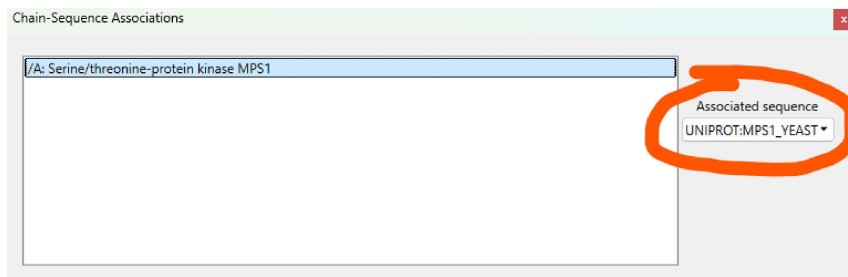 Chain-Sequence Associations
x
/A: Serine/threonine-protein kinase MPS1
Associated sequence
UNIPROT:MPS1_YEAST